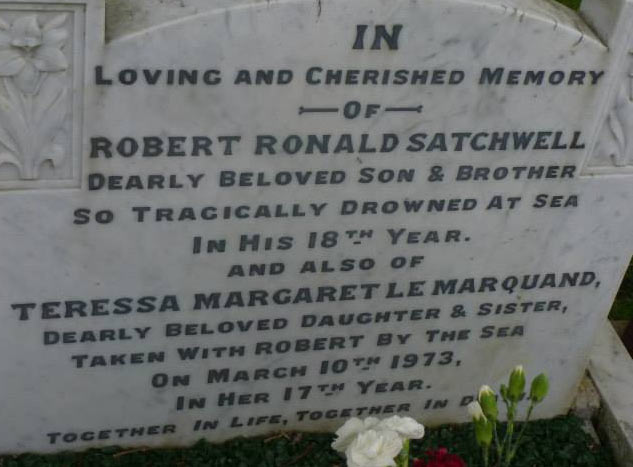 IN
LOVING AND CHERISHED MEMORY
OF
ROBERT RONALD SATCHWELL
DEARLY BELOVED SON & BROTHER
SO TRAGICALLY DROWNED AT SEA
IN HIS 18TH YEAR.
AND ALSO OF
TERESSA MARGARET LE MARQUAND,
DEARLY BELOVED DAUGHTER & SISTER,
TAKEN WITH ROBERT BY THE SEA
ON MARCH 10TH 1973,
IN HER 17TH YEAR.
TOGETHER IN LIFE, TOGETHER IN